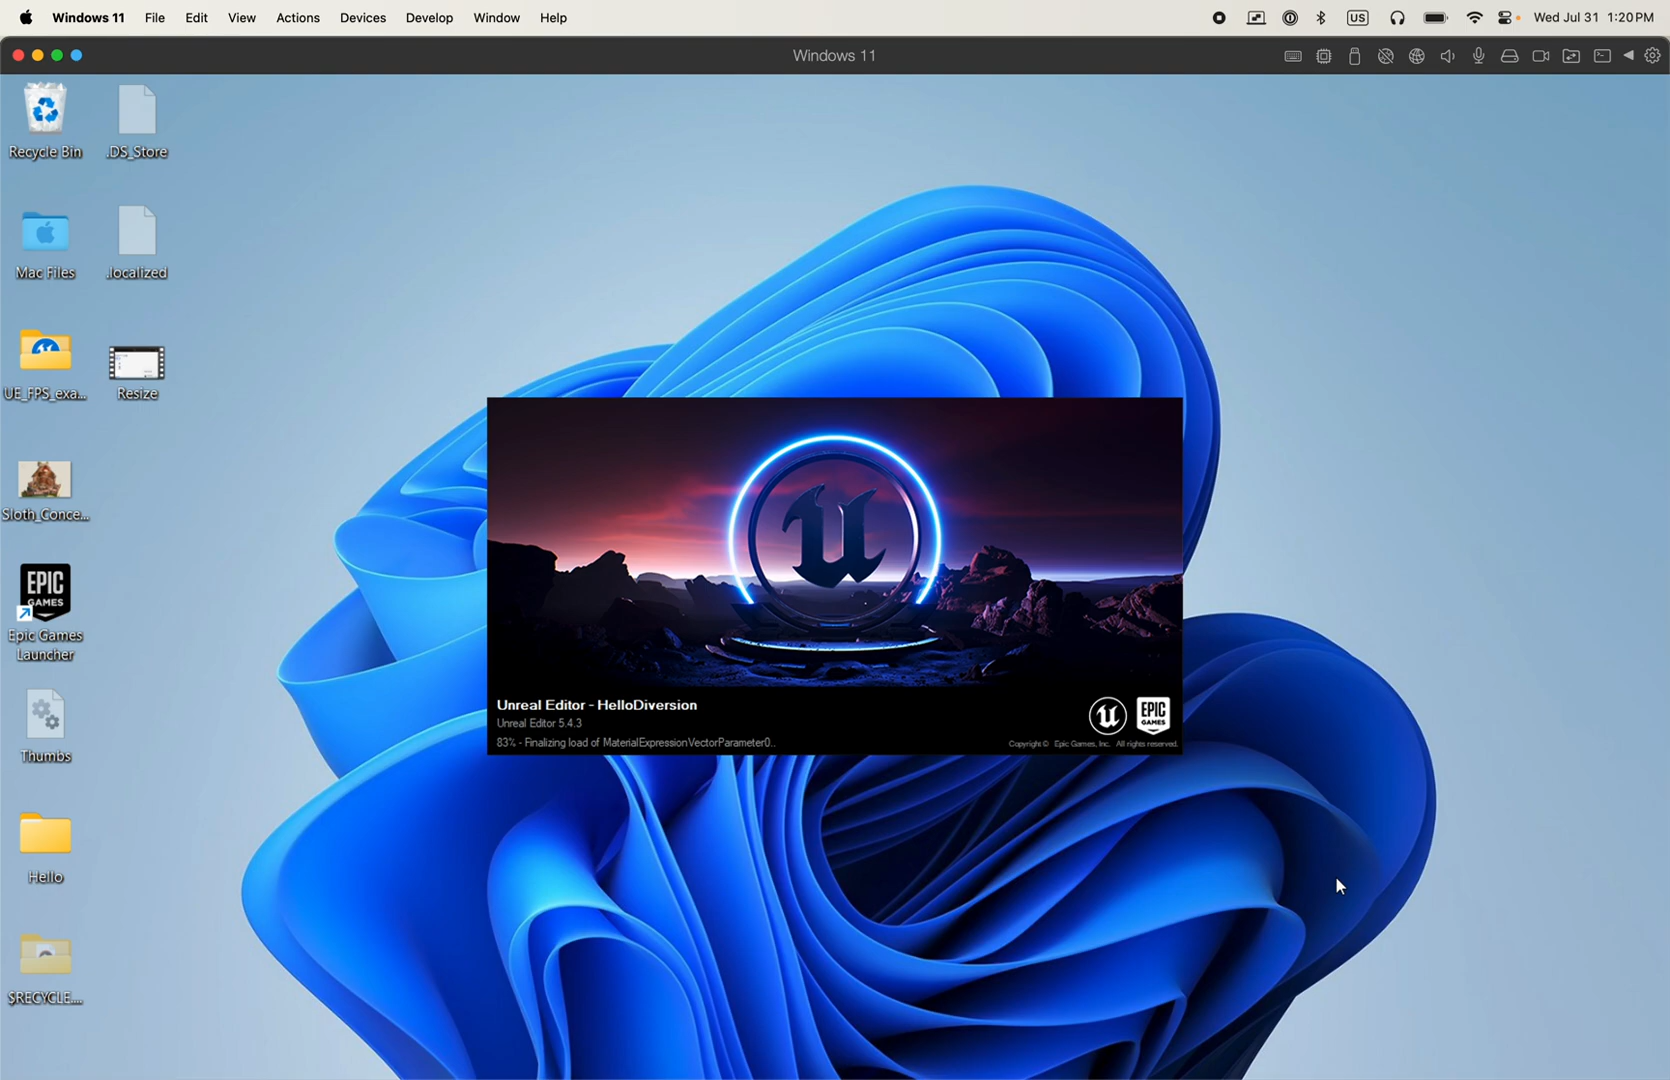 Windows 11 File Edit View Actions Devices Develop Window Help US Wed Jul 31 1:20 PM
Windows 11
Recycle Bin .DS_Store
Mac Files .localized
UE_FPS_exa... Resize
Sloth_Conce...
EPIC
GAMES
Epic Games
Launcher
Thumbs
Hello
$RECYCLE....
Unreal Editor - HelloDiversion
Unreal Editor 5.4.3
83% - Finalizing load of MaterialExpressionVectorParameter0..
EPIC
GAMES
Copyright © Epic Games, Inc. All rights reserved.